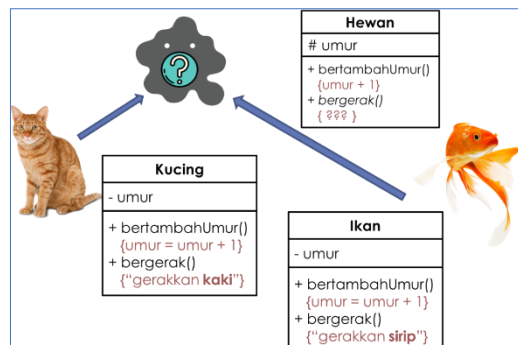 Hewan
# umur
+ bertambahUmur()
{umur + 1}
+ bergerak()
{ ??? }
?
Kucing
- umur
+ bertambahUmur()
{umur = umur + 1}
+ bergerak()
{“gerakkan kaki”}
Ikan
- umur
+ bertambahUmur()
{umur = umur + 1}
+ bergerak()
{“gerakkan sirip”}